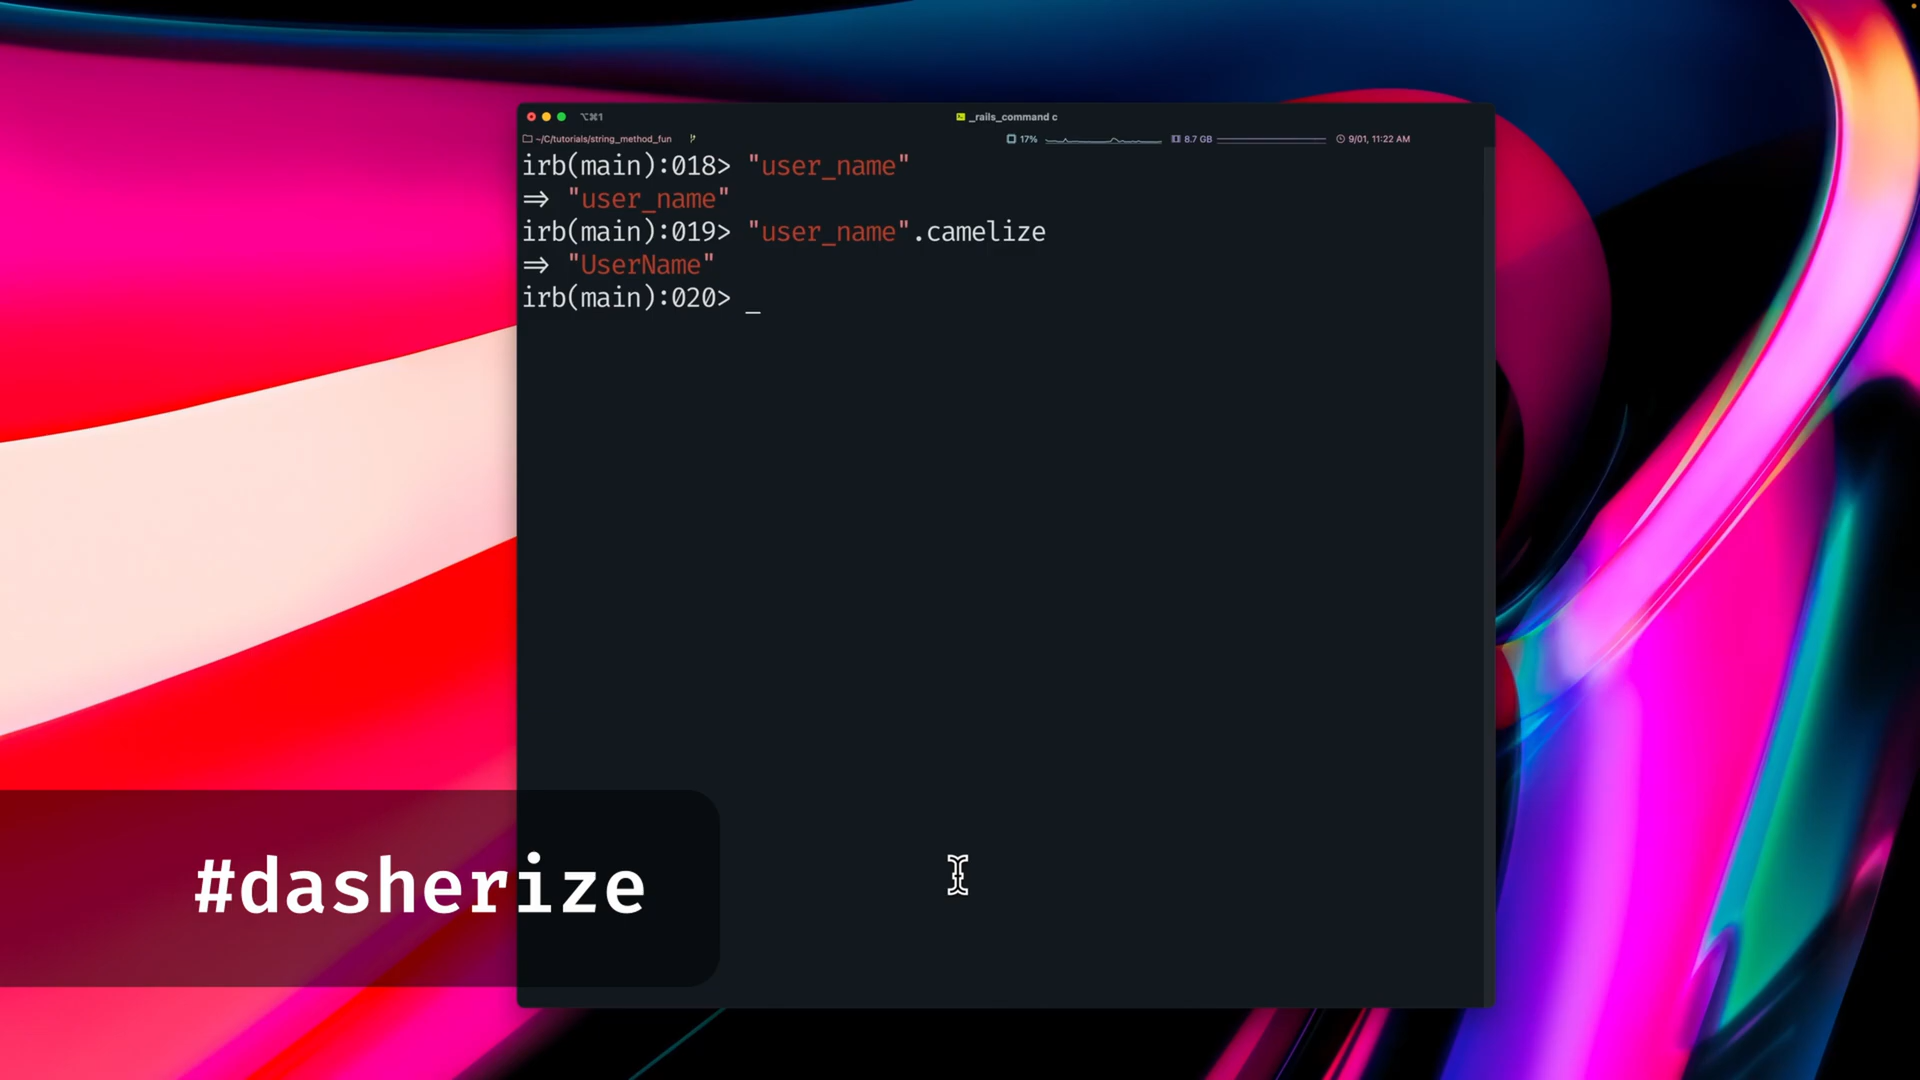 ⌥⌘1
_rails_command c
~/C/tutorials/string_method_fun
17%
8.7 GB
9/01, 11:22 AM
irb(main):018> "user_name"
=> "user_name"
irb(main):019> "user_name".camelize
=> "UserName"
irb(main):020> _
#dasherize